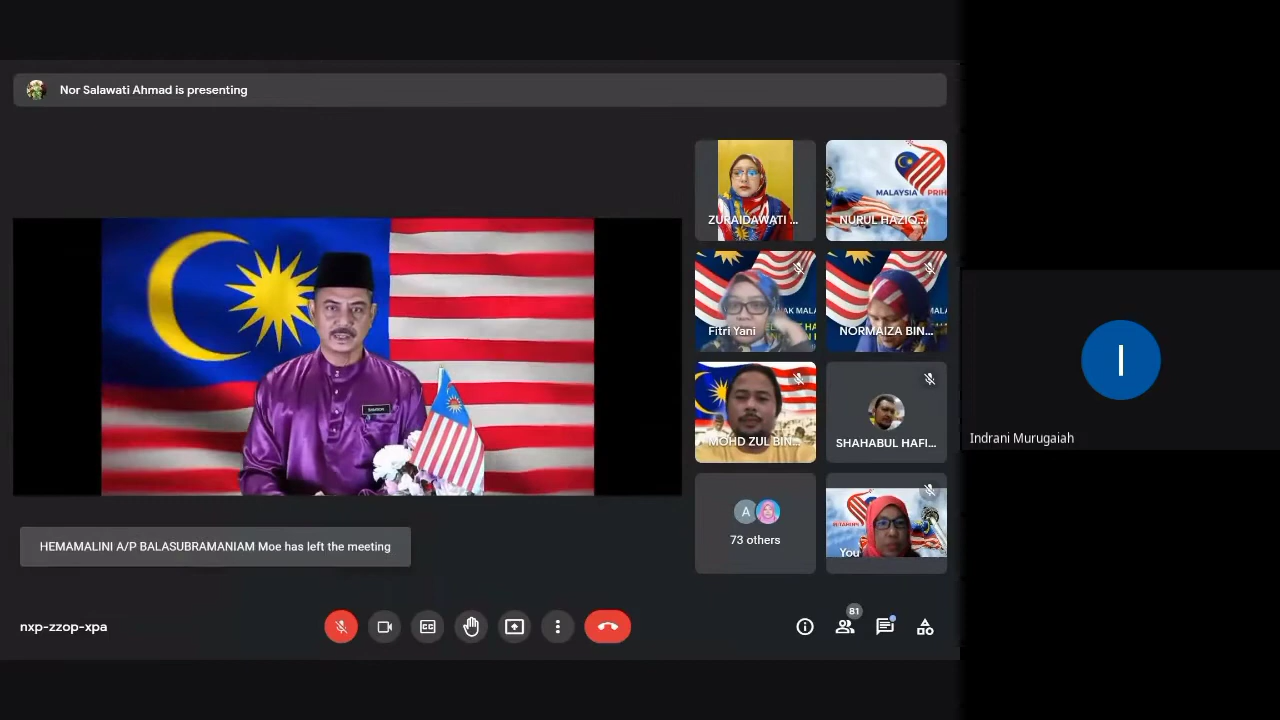 Nor Salawati Ahmad is presenting
ZURAIDAWATI ...
MALAYSIA PRIH
NURUL HAZIQ...
Fitri Yani
NORMAIZA BIN...
MOHD ZUL BIN...
SHAHABUL HAFI...
A
73 others
You
I
Indrani Murugaiah
HEMAMALINI A/P BALASUBRAMANIAM Moe has left the meeting
nxp-zzop-xpa
81